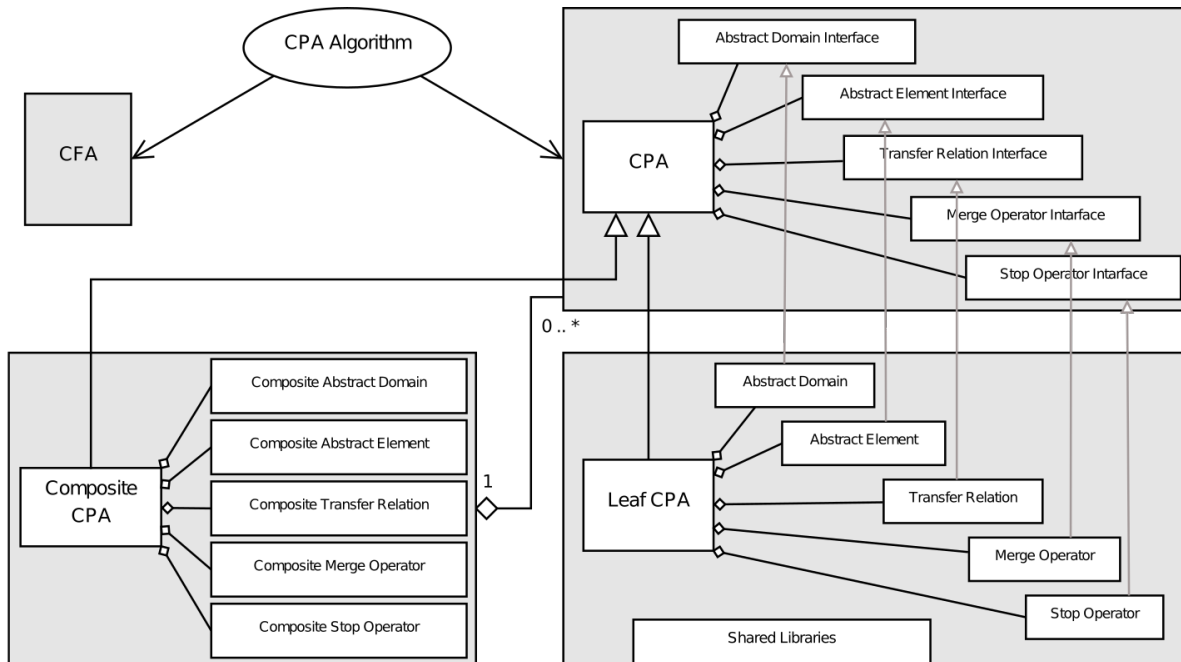 CPA Algorithm
CFA
Abstract Domain Interface
Abstract Element Interface
CPA
Transfer Relation Interface
Merge Operator Intarface
Stop Operator Intarface
0 .. *
Composite Abstract Domain
Composite Abstract Element
Composite
CPA
Composite Transfer Relation
Composite Merge Operator
Composite Stop Operator
1
Abstract Domain
Abstract Element
Leaf CPA
Transfer Relation
Merge Operator
Stop Operator
Shared Libraries